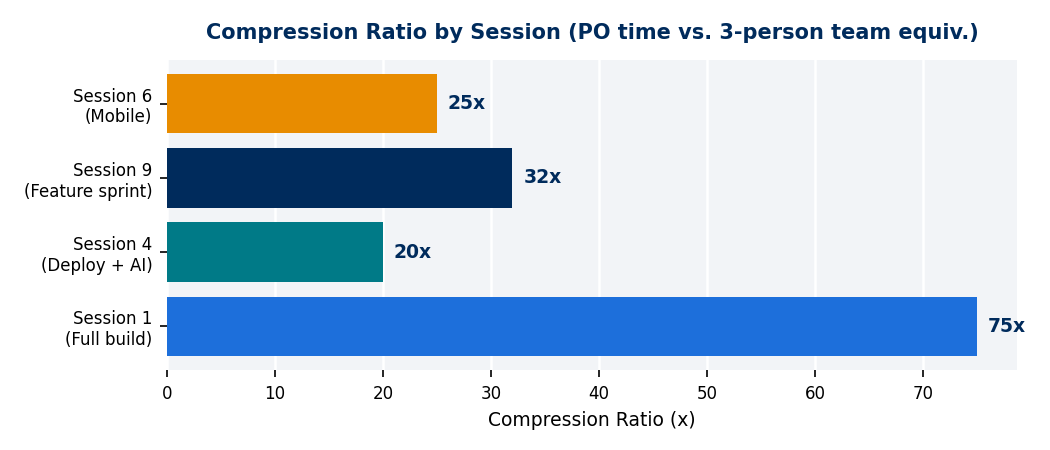 Compression Ratio by Session (PO time vs. 3-person team equiv.)
Session 6
(Mobile)
25x
Session 9
(Feature sprint)
32x
Session 4
(Deploy + AI)
20x
Session 1
(Full build)
75x
0 10 20 30 40 50 60 70
Compression Ratio (x)